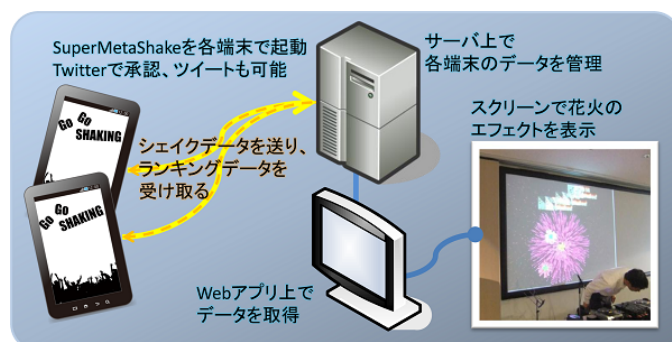 SuperMetaShakeを各端末で起動
Twitterで承認、ツイートも可能
サーバ上で
各端末のデータを管理
スクリーンで花火の
エフェクトを表示
シェイクデータを送り、
ランキングデータを
受け取る
GO
GO
SHAKING
GO
GO
SHAKING
Webアプリ上で
データを取得